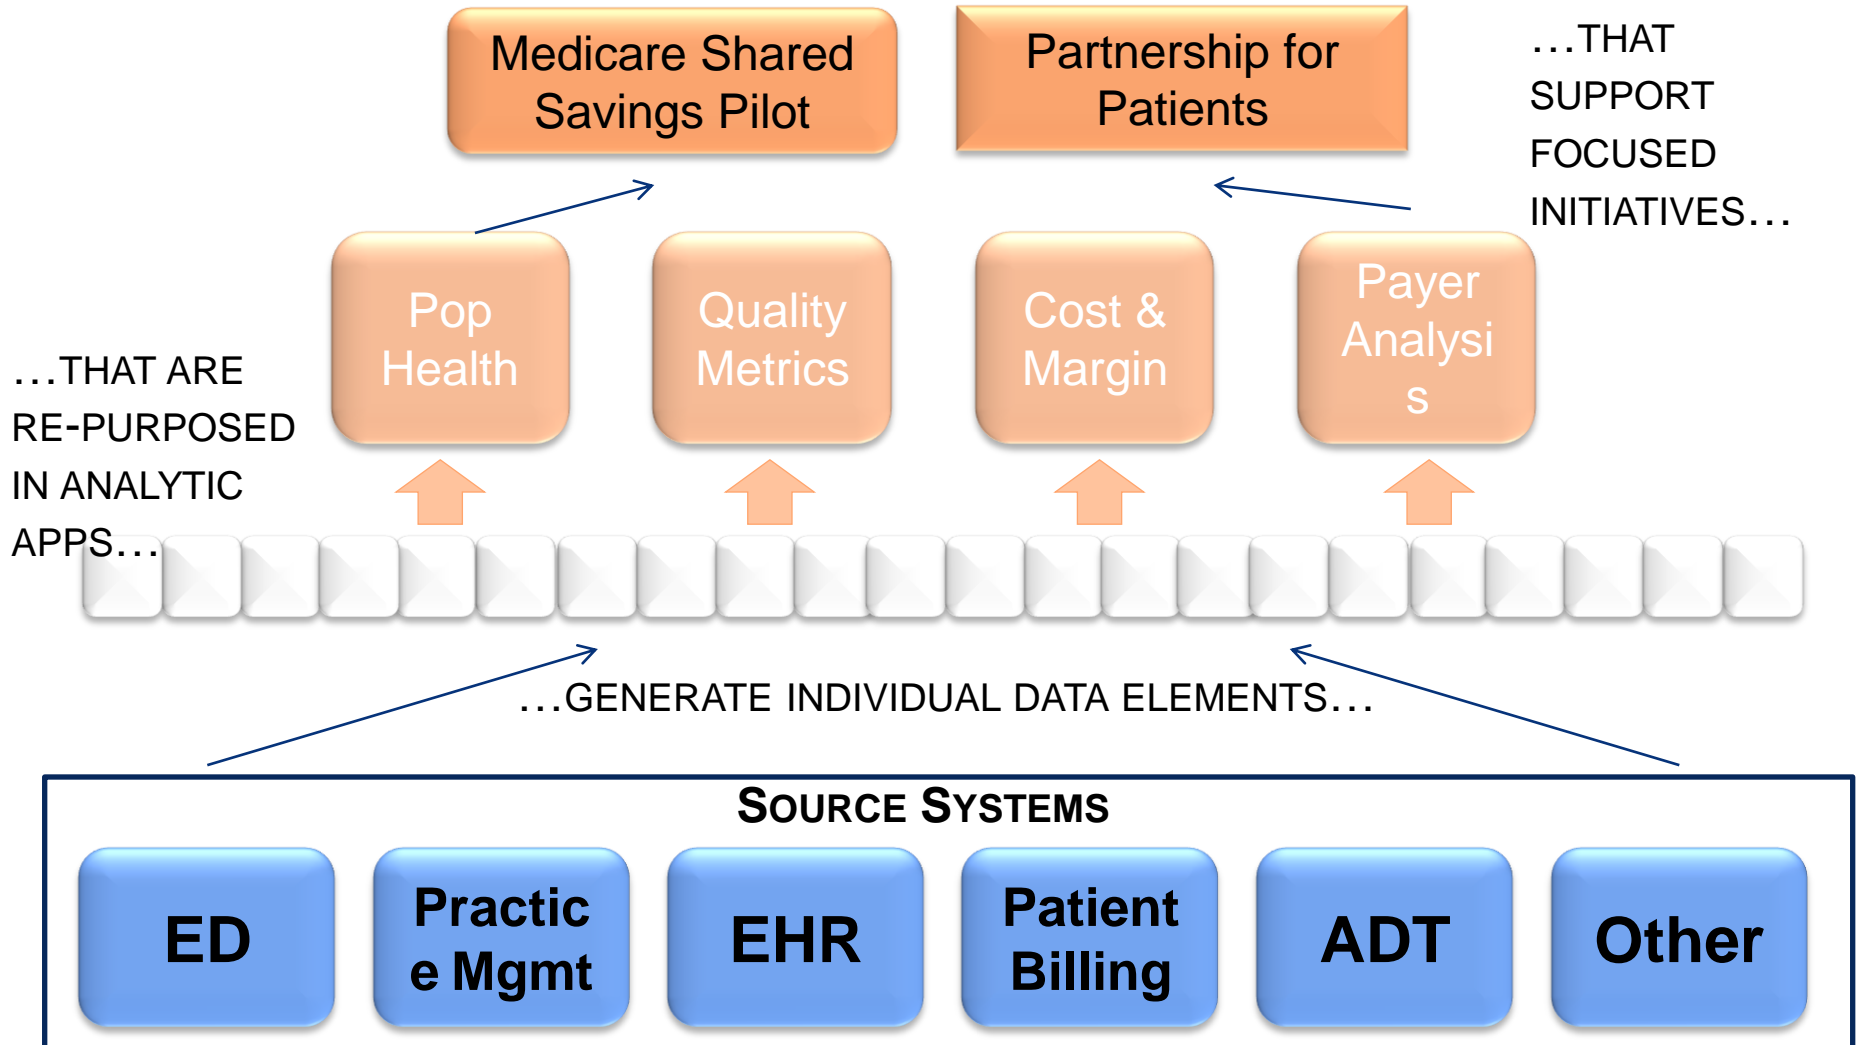 Medicare Shared
Savings Pilot
Partnership for
Patients
…THAT
SUPPORT
FOCUSED
INITIATIVES…
Pop
Health
Quality
Metrics
Cost &
Margin
Payer
Analysi
s
…THAT ARE
RE-PURPOSED
IN ANALYTIC
APPS…
…GENERATE INDIVIDUAL DATA ELEMENTS…
SOURCE SYSTEMS
ED
Practic
e Mgmt
EHR
Patient
Billing
ADT
Other